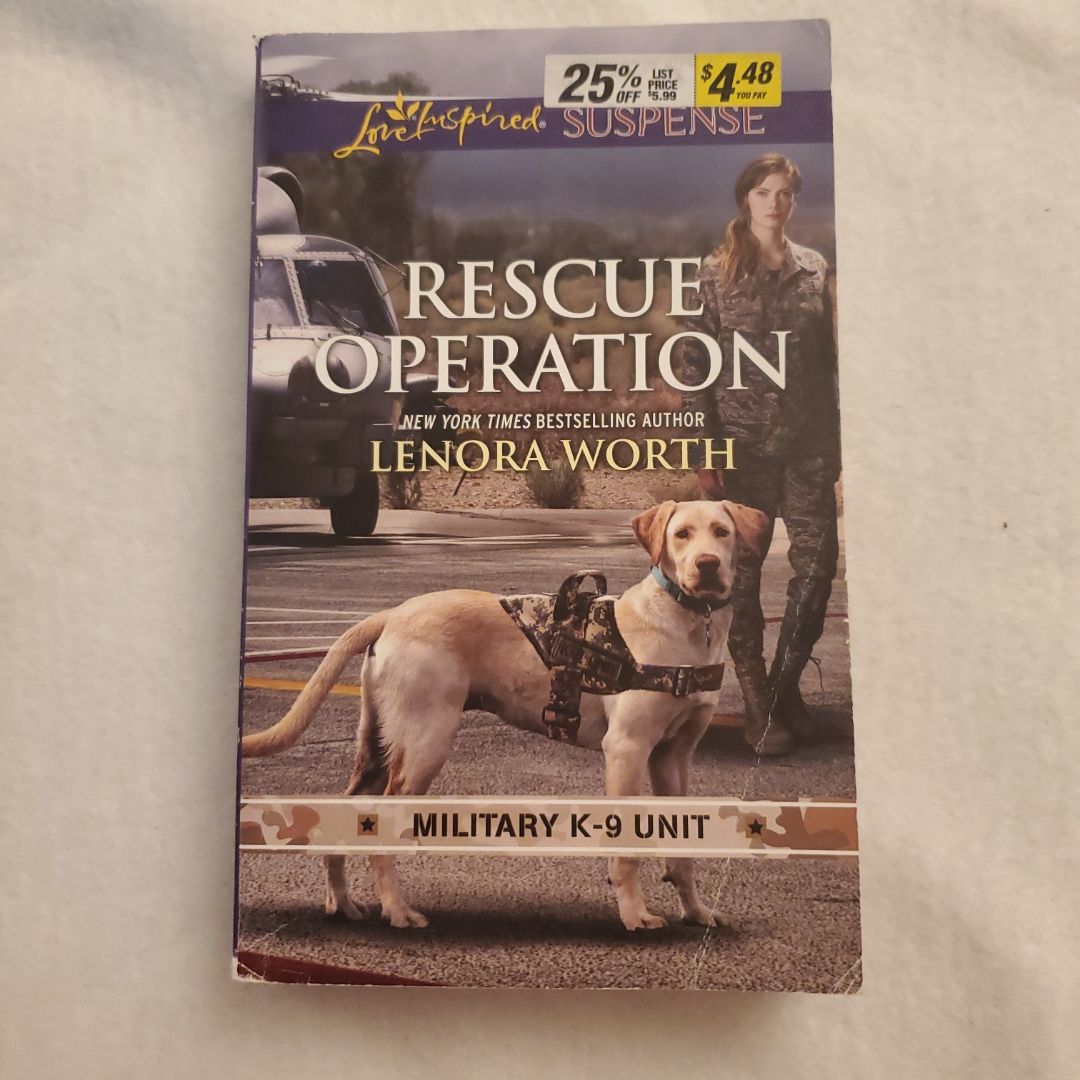 25% OFF LIST PRICE $5.99 $4.48 YOU PAY
Love Inspired® SUSPENSE
RESCUE
OPERATION
NEW YORK TIMES BESTSELLING AUTHOR
LENORA WORTH
MILITARY K-9 UNIT